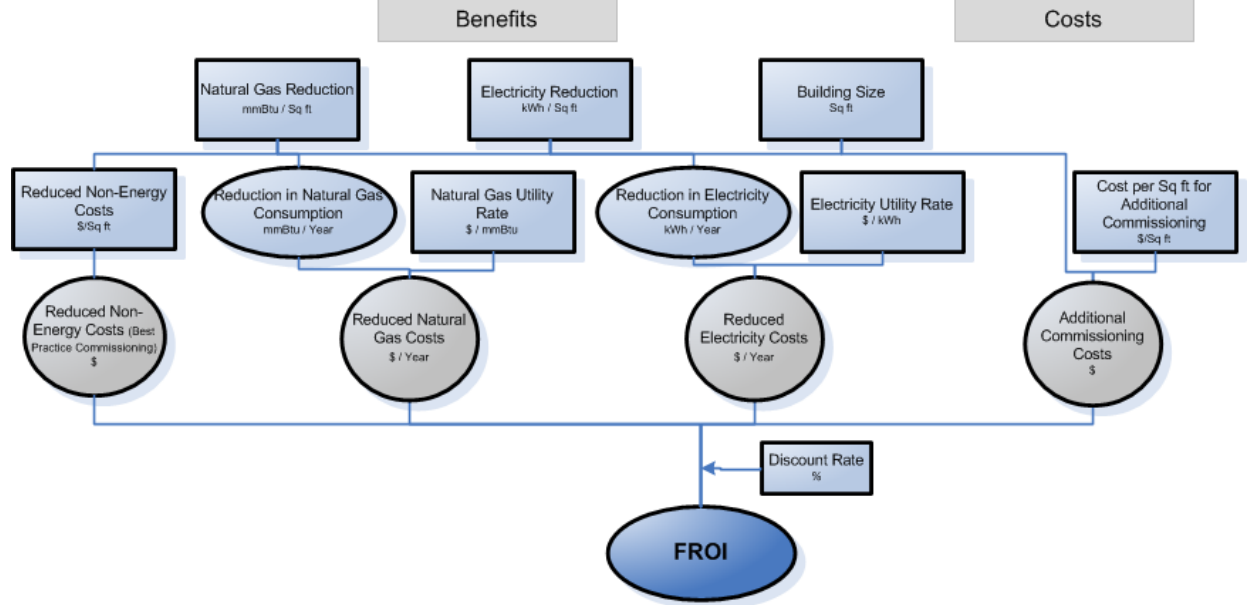 Benefits
Costs
Natural Gas Reduction
mmBtu / Sq ft
Electricity Reduction
kWh / Sq ft
Building Size
Sq ft
Reduced Non-Energy
Costs
$/Sq ft
Reduction in Natural Gas
Consumption
mmBtu / Year
Natural Gas Utility
Rate
$ / mmBtu
Reduction in Electricity
Consumption
kWh / Year
Electricity Utility Rate
$ / kWh
Cost per Sq ft for
Additional
Commissioning
$/Sq ft
Reduced Non-
Energy Costs (Best
Practice Commissioning)
$
Reduced Natural
Gas Costs
$ / Year
Reduced
Electricity Costs
$ / Year
Additional
Commissioning
Costs
$
Discount Rate
%
FROI